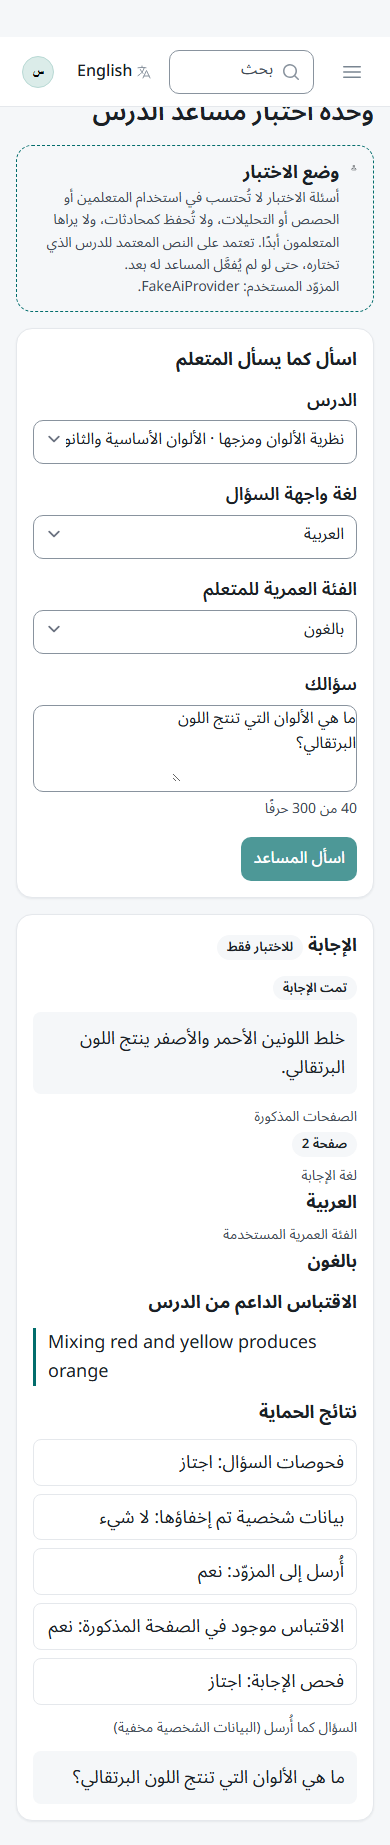 س
English
بحث
وحدة اختبار مساعد الدرس
وضع الاختبار
أسئلة الاختبار لا تُحتسب في استخدام المتعلمين أو
الحصص أو التحليلات، ولا تُحفظ كمحادثات، ولا يراها
المتعلمون أبدًا. تعتمد على النص المعتمد للدرس الذي
تختاره، حتى لو لم يُفعَّل المساعد له بعد.
المزوّد المستخدم: FakeAiProvider.
اسأل كما يسأل المتعلم
الدرس
نظرية الألوان ومزجها · الألوان الأساسية والثانو
لغة واجهة السؤال
العربية
الفئة العمرية للمتعلم
بالغون
سؤالك
ما هي الألوان التي تنتج اللون
البرتقالي؟
40 من 300 حرفًا
اسأل المساعد
الإجابة
للاختبار فقط
تمت الإجابة
خلط اللونين الأحمر والأصفر ينتج اللون
البرتقالي.
الصفحات المذكورة
صفحة 2
لغة الإجابة
العربية
الفئة العمرية المستخدمة
بالغون
الاقتباس الداعم من الدرس
Mixing red and yellow produces
orange
نتائج الحماية
فحوصات السؤال: اجتاز
بيانات شخصية تم إخفاؤها: لا شيء
أُرسل إلى المزوّد: نعم
الاقتباس موجود في الصفحة المذكورة: نعم
فحص الإجابة: اجتاز
السؤال كما أُرسل (البيانات الشخصية مخفية)
ما هي الألوان التي تنتج اللون البرتقالي؟